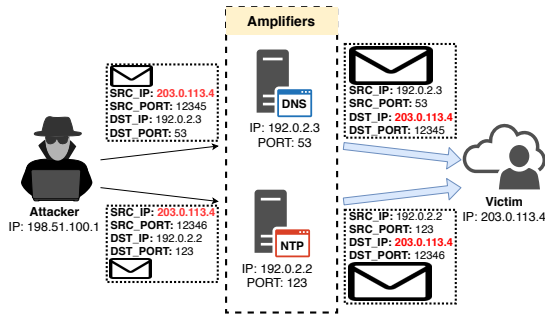 Amplifiers
SRC_IP: 203.0.113.4
SRC_PORT: 12345
DST_IP: 192.0.2.3
DST_PORT: 53
DNS
IP: 192.0.2.3
PORT: 53
SRC_IP: 192.0.2.3
SRC_PORT: 53
DST_IP: 203.0.113.4
DST_PORT: 12345
Attacker
IP: 198.51.100.1
SRC_IP: 203.0.113.4
SRC_PORT: 12346
DST_IP: 192.0.2.2
DST_PORT: 123
NTP
IP: 192.0.2.2
PORT: 123
SRC_IP: 192.0.2.2
SRC_PORT: 123
DST_IP: 203.0.113.4
DST_PORT: 12346
Victim
IP: 203.0.113.4